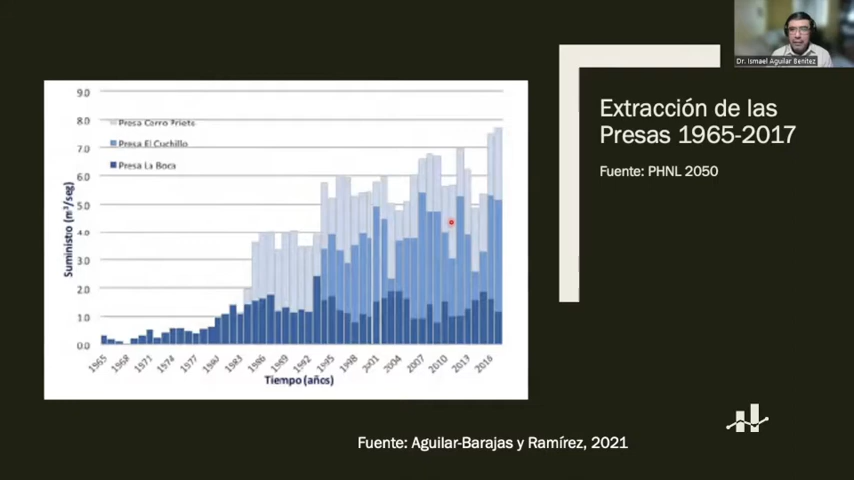 Dr. Ismael Aguilar Benitez
Extracción de las
Presas 1965-2017
Fuente: PHNL 2050
9.0
8.0
7.0
6.0
5.0
4.0
3.0
2.0
1.0
0.0
Suministro (m³/seg)
Presa Cerro Prieto
Presa El Cuchillo
Presa La Boca
1965
1968
1971
1974
1977
1980
1983
1986
1989
1992
1995
1998
2001
2004
2007
2010
2013
2016
Tiempo (años)
Fuente: Aguilar-Barajas y Ramírez, 2021